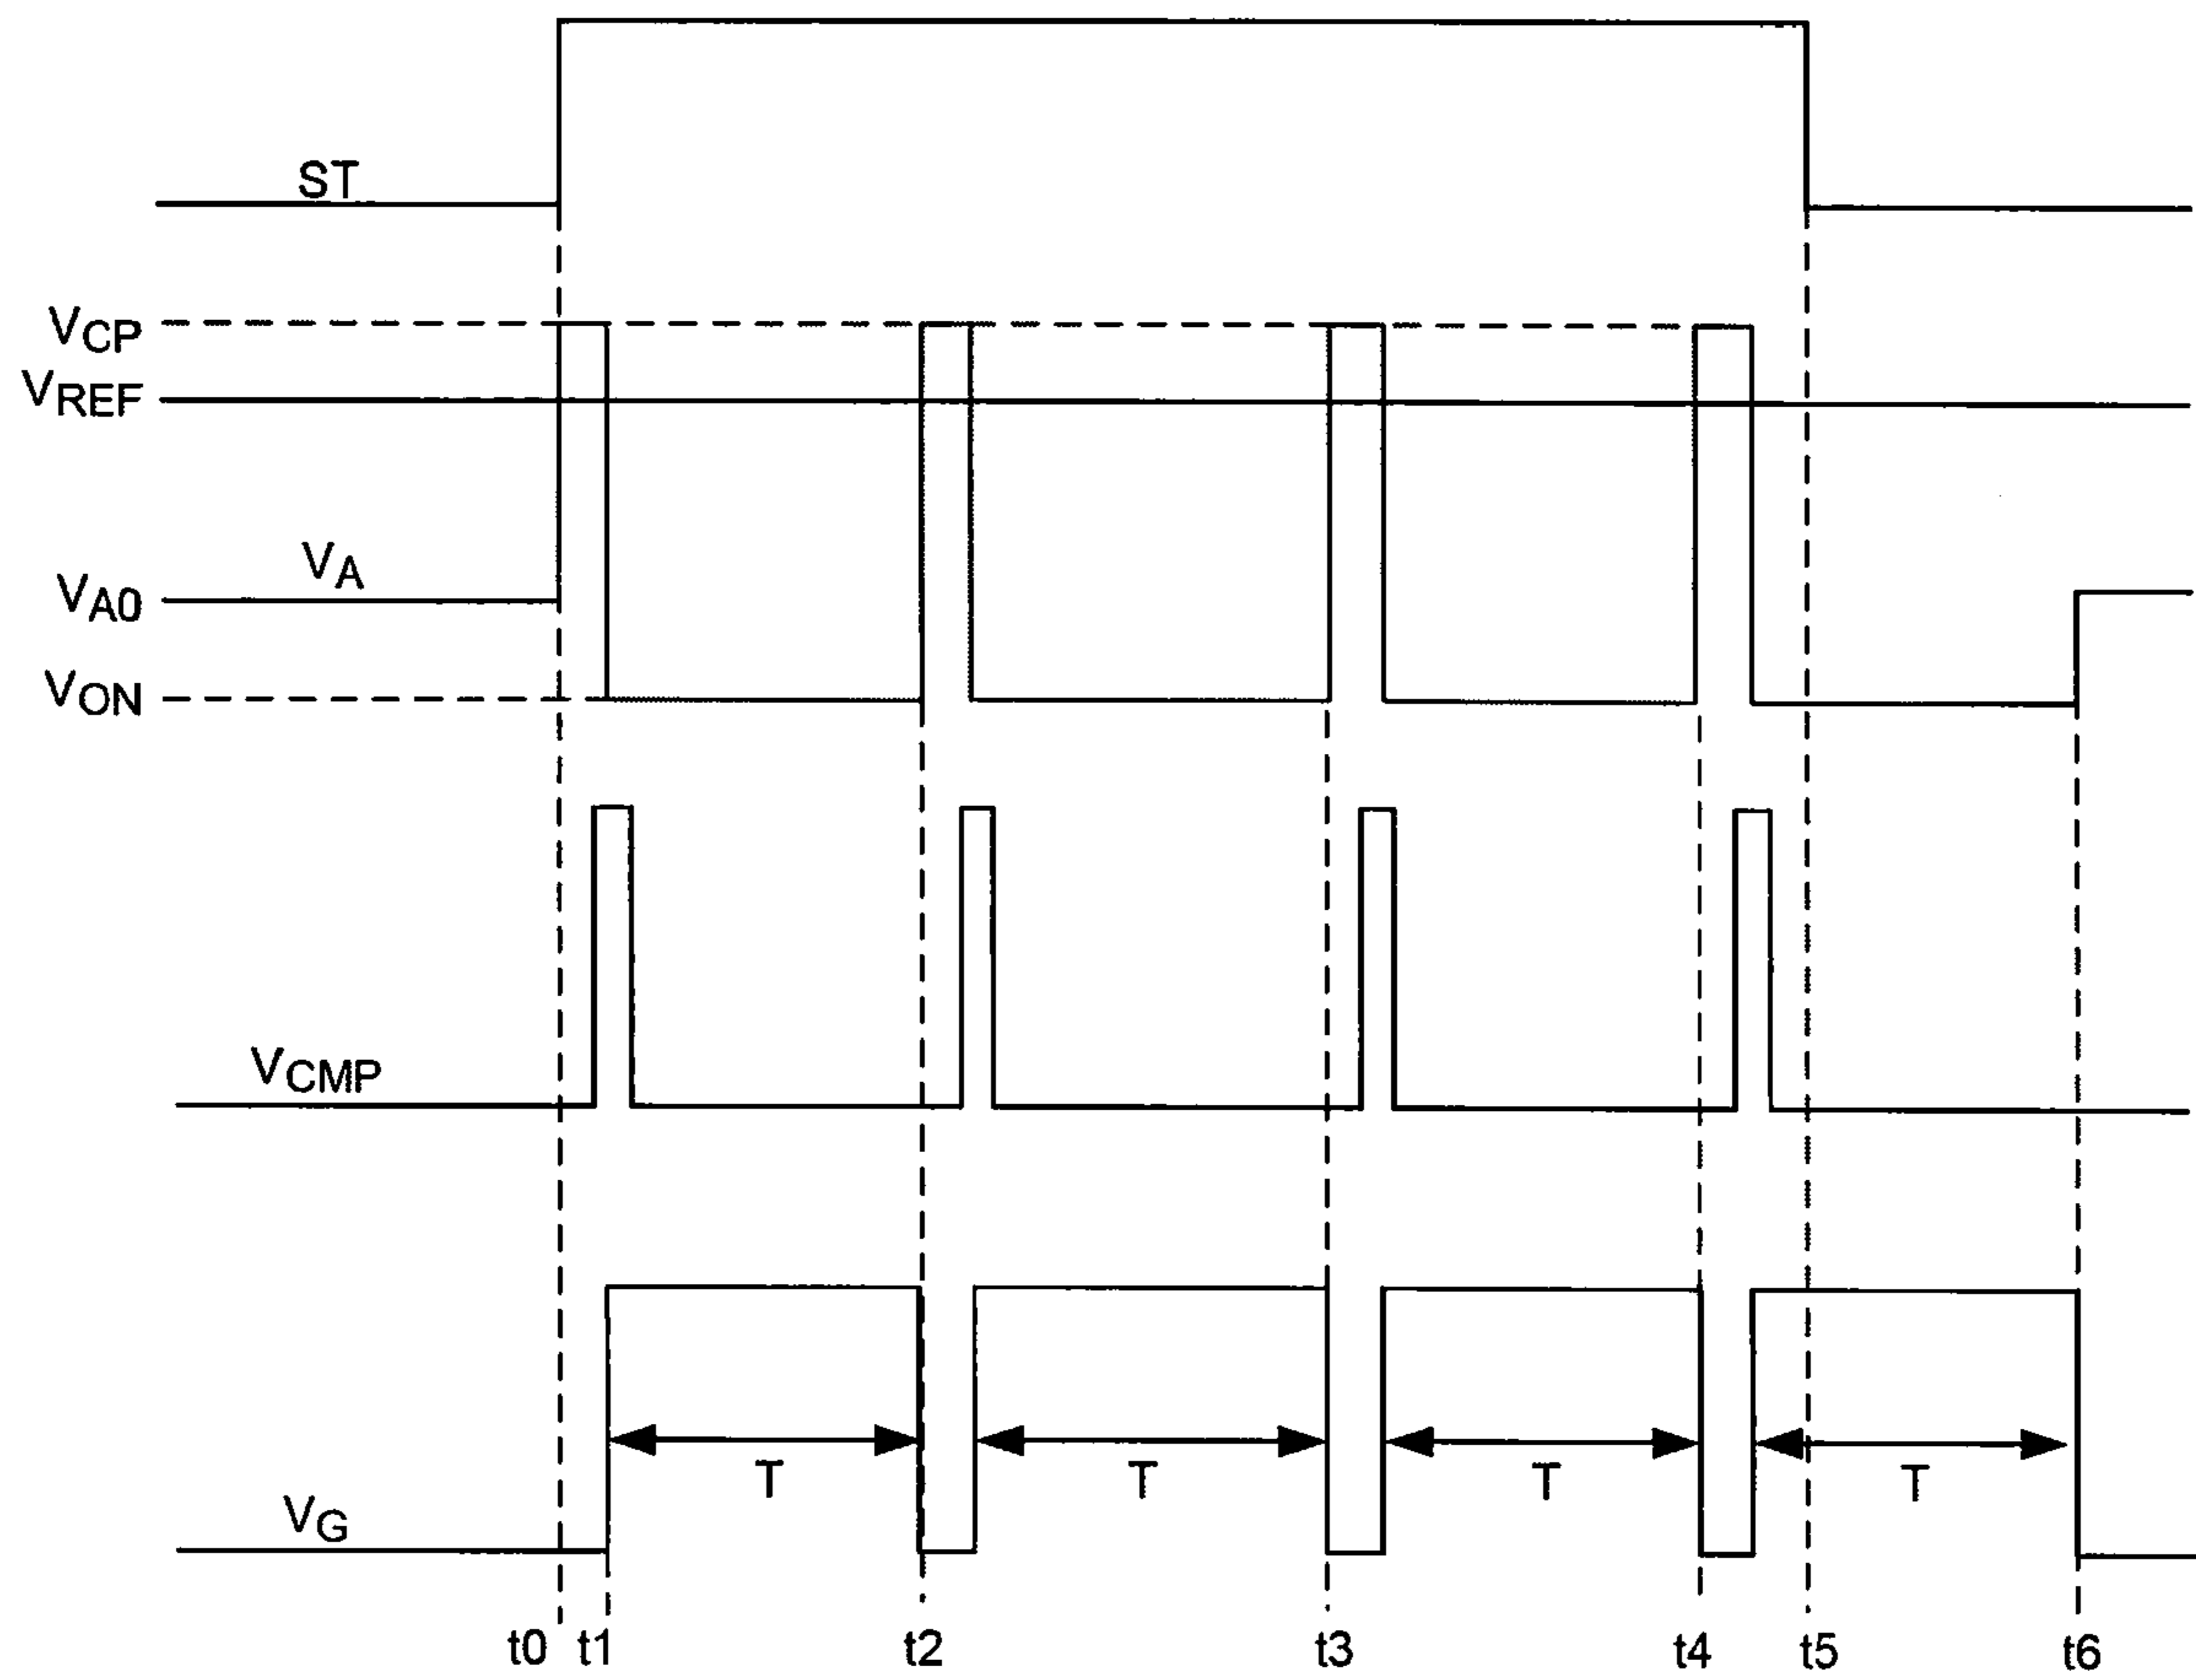 ST
VCP
VREF
VA
VA0
VON
VCMP
T T T T
VG
t0 t1 t2 t3 t4 t5 t6